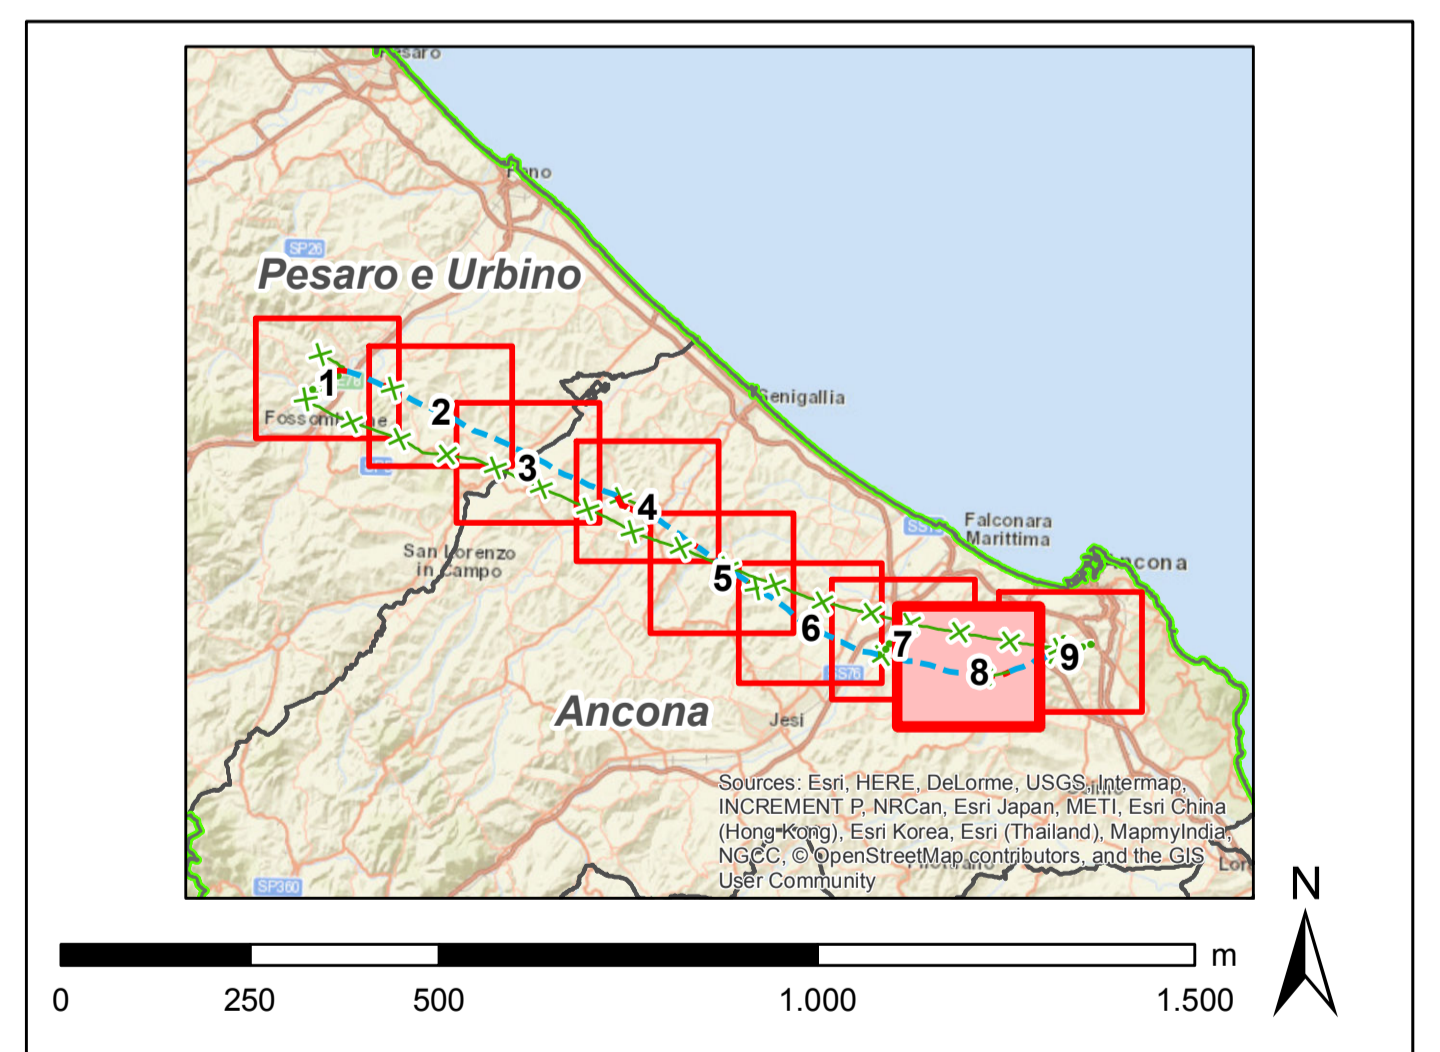 Fano
SP26
Pesaro e Urbino
1
2
Senigallia
3
4
San Lorenzo
in Campo
Falconara
Marittima
5
6
7
SS76
8
9
Ancona
Jesi
Sources: Esri, HERE, DeLorme, USGS, Intermap,
INCREMENT P, NRCan, Esri Japan, METI, Esri China
(Hong Kong), Esri Korea, Esri (Thailand), MapmyIndia,
NGCC, © OpenStreetMap contributors, and the GIS
User Community
SP360
N
m
0 250 500 1.000 1.500